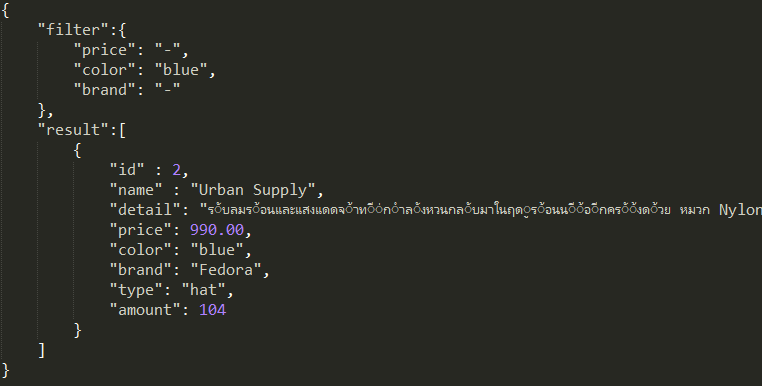 {
"filter":{
"price": "-",
"color": "blue",
"brand": "-"
},
"result":[
{
"id" : 2,
"name" : "Urban Supply",
"detail": "รับลมร้อนและแสงแดดจ้าที่กำลังหวนกลับมาในฤดูร้อนนี้อีกครั้งด้วย หมวก Nylon
"price": 990.00,
"color": "blue",
"brand": "Fedora",
"type": "hat",
"amount": 104
}
]
}